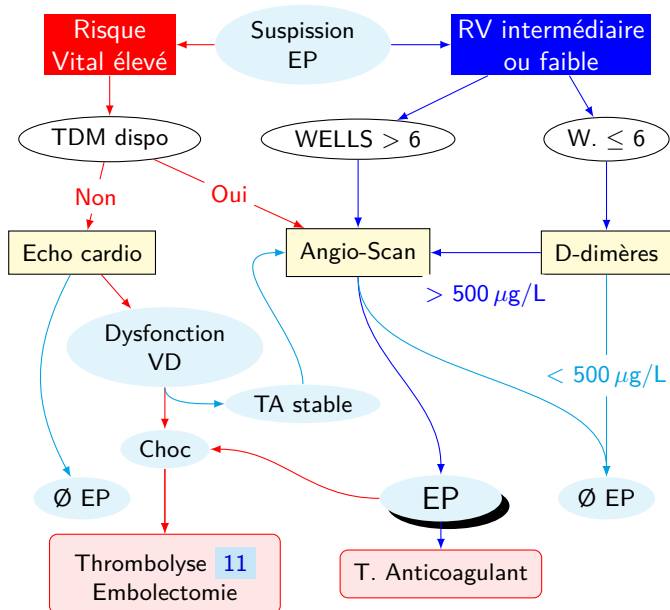 Risque
Vital élevé
Suspission
EP
RV intermédiaire
ou faible
TDM dispo
WELLS > 6
W. ≤ 6
Non
Oui
Echo cardio
Angio-Scan
D-dimères
> 500 µg/L
Dysfonction
VD
< 500 µg/L
TA stable
Choc
Ø EP
EP
Ø EP
Thrombolyse 11
Embolectomie
T. Anticoagulant